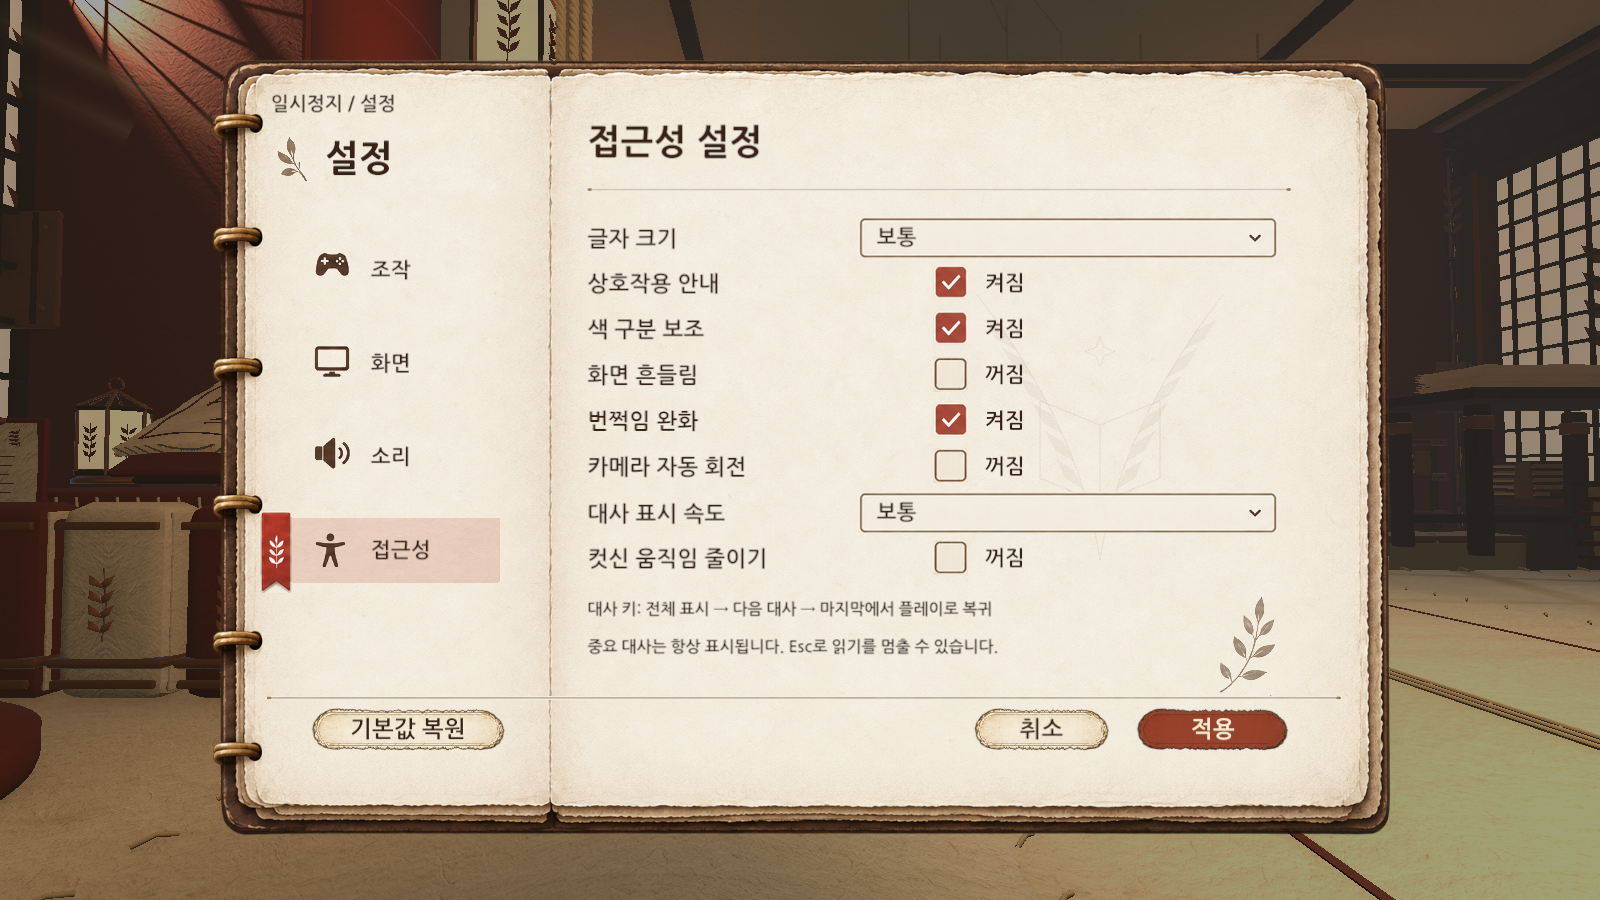 일시정지 / 설정
설정
조작
화면
소리
접근성
접근성 설정
글자 크기 보통
상호작용 안내 켜짐
색 구분 보조 켜짐
화면 흔들림 꺼짐
번쩍임 완화 켜짐
카메라 자동 회전 꺼짐
대사 표시 속도 보통
컷신 움직임 줄이기 꺼짐
대사 키: 전체 표시 → 다음 대사 → 마지막에서 플레이로 복귀
중요 대사는 항상 표시됩니다. Esc로 읽기를 멈출 수 있습니다.
기본값 복원 취소 적용